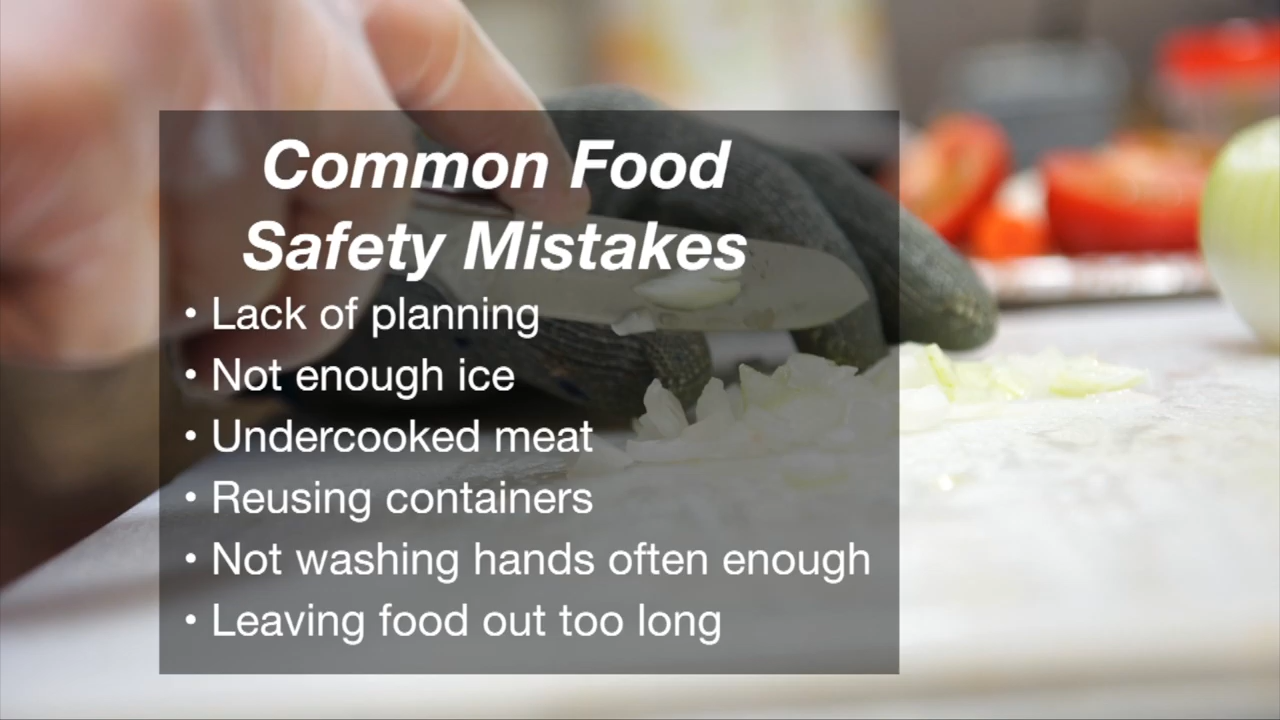 Common Food
Safety Mistakes
• Lack of planning
• Not enough ice
• Undercooked meat
• Reusing containers
• Not washing hands often enough
• Leaving food out too long